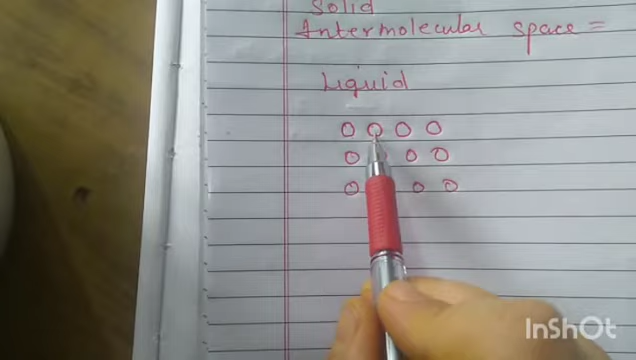 Solid
Intermolecular space =
Liquid
InShOt